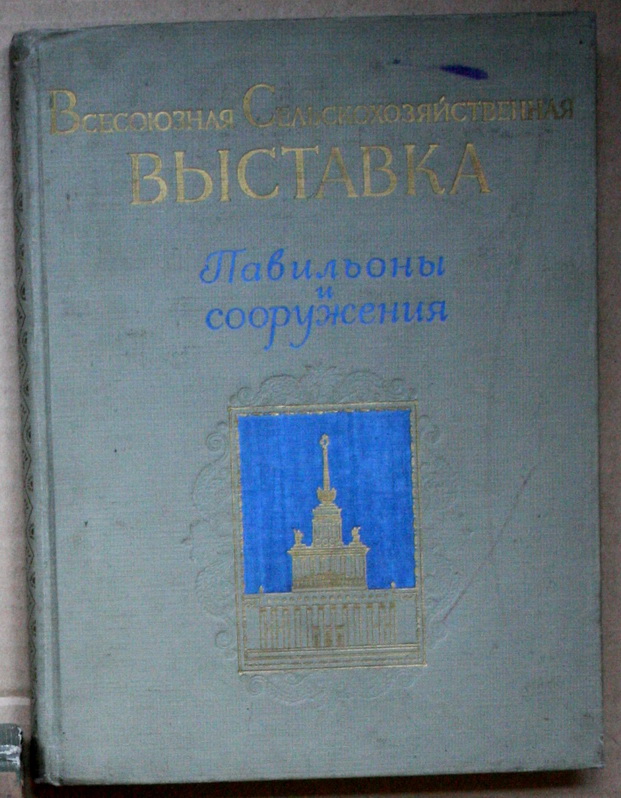 Всесоюзная Сельскохозяйственная
ВЫСТАВКА
Павильоны
и
сооружения